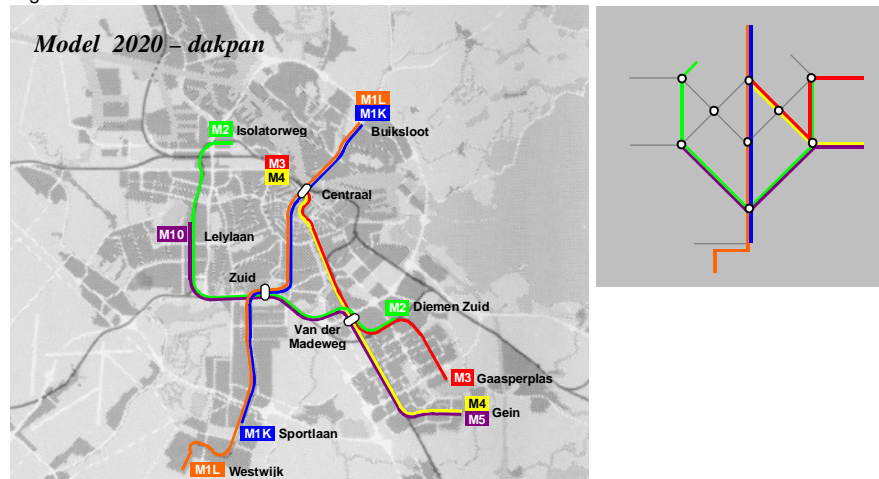 Model 2020 – dakpan
M1L
M1K
Buiksloot
M2 Isolatorweg
M3
M4
Centraal
M10 Lelylaan
Zuid
M2 Diemen Zuid
Van der
Madeweg
M3 Gaasperplas
M4
M5
Gein
M1K Sportlaan
M1L Westwijk